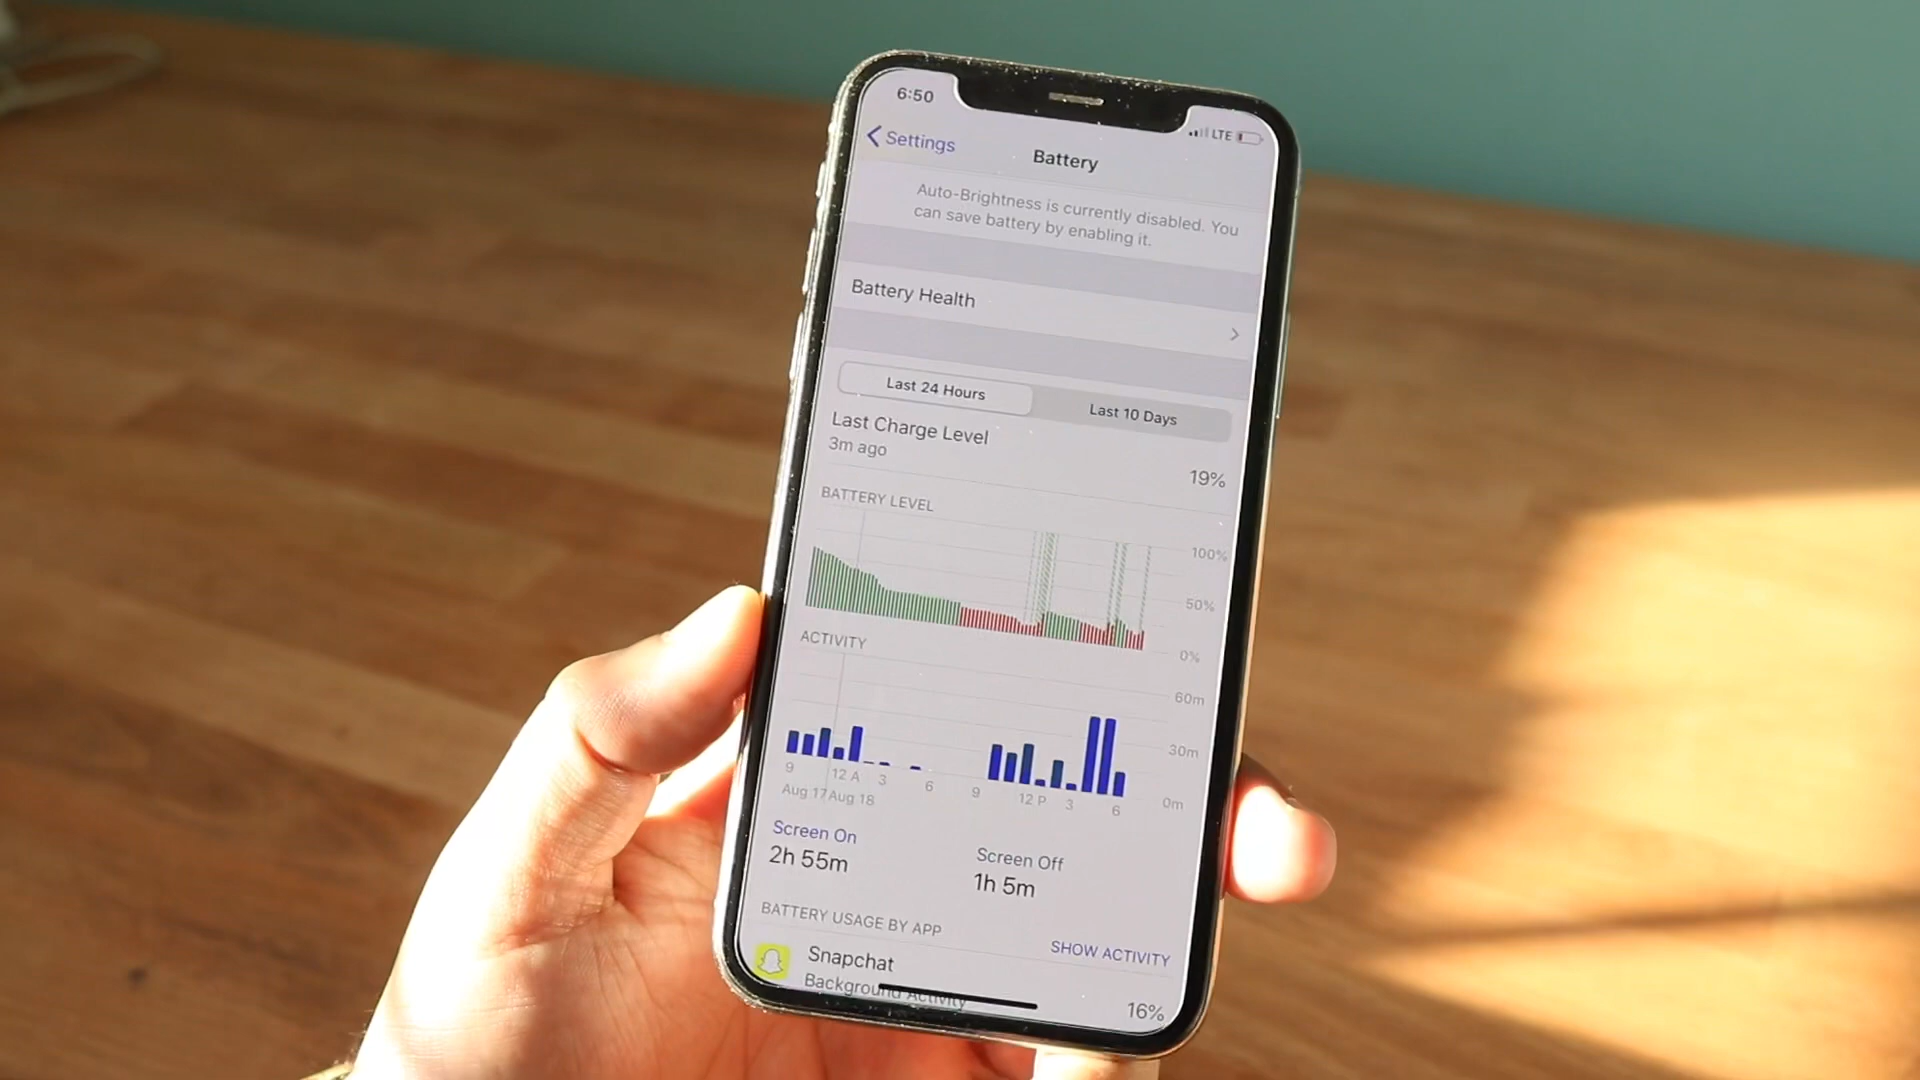 6:50
LTE
Settings
Battery
Auto-Brightness is currently disabled. You
can save battery by enabling it.
Battery Health
Last 24 Hours
Last 10 Days
Last Charge Level
3m ago
19%
BATTERY LEVEL
100%
50%
0%
ACTIVITY
60m
30m
0m
9 12 A 3 6 9 12 P 3 6
Aug 17 Aug 18
Screen On
2h 55m
Screen Off
1h 5m
BATTERY USAGE BY APP
SHOW ACTIVITY
Snapchat
Background Activity
16%